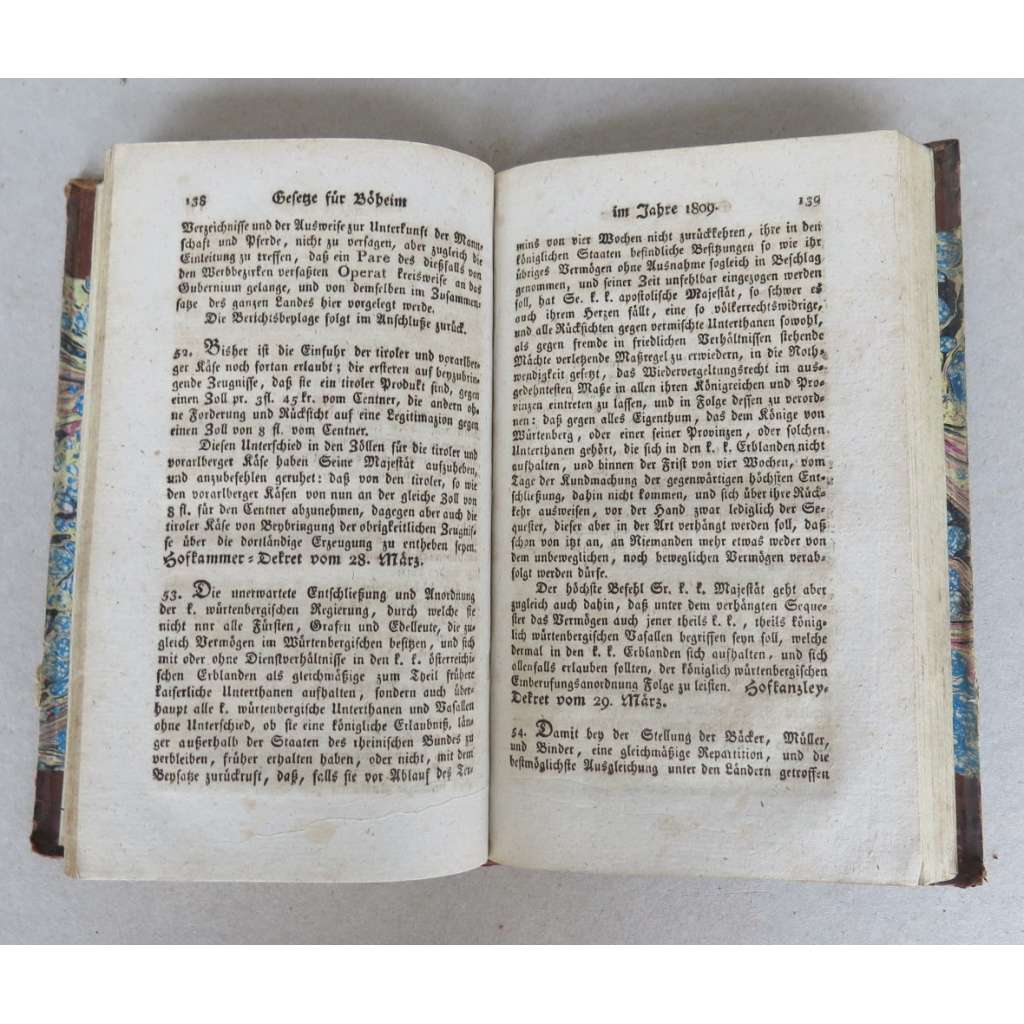 138 Gesetze für Böheim
Verzeichnisse und der Ausweise zur Unterkunft der Mann-
schaft und Pferde, nicht zu versagen, aber zugleich die
Einleitung zu treffen, daß ein Pare des dießfalls von
den Werbbezirken verfaßten Operat kreisweise an das
Gubernium gelange, und von demselben im Zusammen-
satze des ganzen Landes hier vorgelegt werde.
Die Berichtsbeylage folgt im Anschluße zurück.
52. Bisher ist die Einfuhr der tiroler und vorarlber-
ger Käse noch fortan erlaubt; die ersteren auf beyzubrin-
gende Zeugnisse, daß sie ein tiroler Produkt sind, gegen
einen Zoll pr. 3fl. 45 kr. vom Centner, die andern oh-
ne Forderung und Rücksicht auf eine Legitimazion gegen
einen Zoll von 8 fl. vom Centner.
Diesen Unterschied in den Zöllen für die tiroler und
vorarlberger Käse haben Seine Majestät aufzuheben,
und anzubefehlen geruhet: daß von den tiroler, so wie
den vorarlberger Käsen von nun an der gleiche Zoll von
8 fl. für den Centner abzunehmen, dagegen aber auch die
tiroler Käse von Beybringung der obrigkeitlichen Zeugnis-
se über die dortländige Erzeugung zu entheben seyen.
Hofkammer-Dekret vom 28. März.
53. Die unerwartete Entschließung und Anordnung
der k. würtenbergischen Regierung, durch welche sie
nicht nur alle Fürsten, Grafen und Edelleute, die zu-
gleich Vermögen im Würtenbergischen besitzen, und sich
mit oder ohne Dienstverhältnisse in den k. k. österreichi-
schen Erblanden als gleichmäßige zum Theil frühere
kaiserliche Unterthanen aufhalten, sondern auch über-
haupt alle k. würtenbergische Unterthanen und Vasallen
ohne Unterschied, ob sie eine königliche Erlaubniß, län-
ger außerhalb der Staaten des rheinischen Bundes zu
verbleiben, früher erhalten haben, oder nicht, mit dem
Beysatze zurückruft, daß, falls sie vor Ablauf des Ter-
im Jahre 1809. 139
mins von vier Wochen nicht zurückkehren, ihre in den
königlichen Staaten befindliche Besitzungen so wie ihr
übriges Vermögen ohne Ausnahme sogleich in Beschlag
genommen, und seiner Zeit unfehlbar eingezogen werden
soll, hat Se. k. k. apostolische Majestät, so schwer es
auch ihrem Herzen fällt, eine so völkerrechtswidrige,
und alle Rücksichten gegen vermischte Unterthanen sowohl,
als gegen fremde in friedlichen Verhältnissen stehende
Mächte verletzende Maßregel zu erwiedern, in die Noth-
wendigkeit gesetzt, das Wiedervergeltungsrecht im aus-
gedehntesten Maße in allen ihren Königreichen und Pro-
vinzen eintreten zu lassen, und in Folge dessen zu verord-
nen: daß gegen alles Eigenthum, das dem Könige von
Würtenberg, oder einer seiner Provinzen, oder solchen
Unterthanen gehört, die sich in den k. k. Erblanden nicht
aufhalten, und binnen der Frist von vier Wochen, vom
Tage der Kundmachung der gegenwärtigen höchsten Ent-
schließung, dahin nicht kommen, und sich über ihre Rück-
kehr ausweisen, vor der Hand zwar lediglich der Se-
quester, dieser aber in der Art verhängt werden soll, daß
schon von itzt an, an Niemanden mehr etwas weder von
dem unbeweglichen, noch beweglichen Vermögen verab-
folgt werden dürfe.
Der höchste Befehl Sr. k. k. Majestät geht aber
zugleich auch dahin, daß unter dem verhängten Seque-
ster das Vermögen auch jener theils k. k., theils könig-
lich würtenbergischen Vasallen begriffen seyn soll, welche
dermal in den k. k. Erblanden sich aufhalten, und sich
allenfalls erlauben sollten, der königlich würtenbergischen
Einberufungsanordnung Folge zu leisten. Hofkanzley-
Dekret vom 29. März.
54. Damit bey der Stellung der Bäcker, Müller,
und Binder, eine gleichmäßige Repartition, und die
bestmöglichste Ausgleichung unter den Ländern getroffen